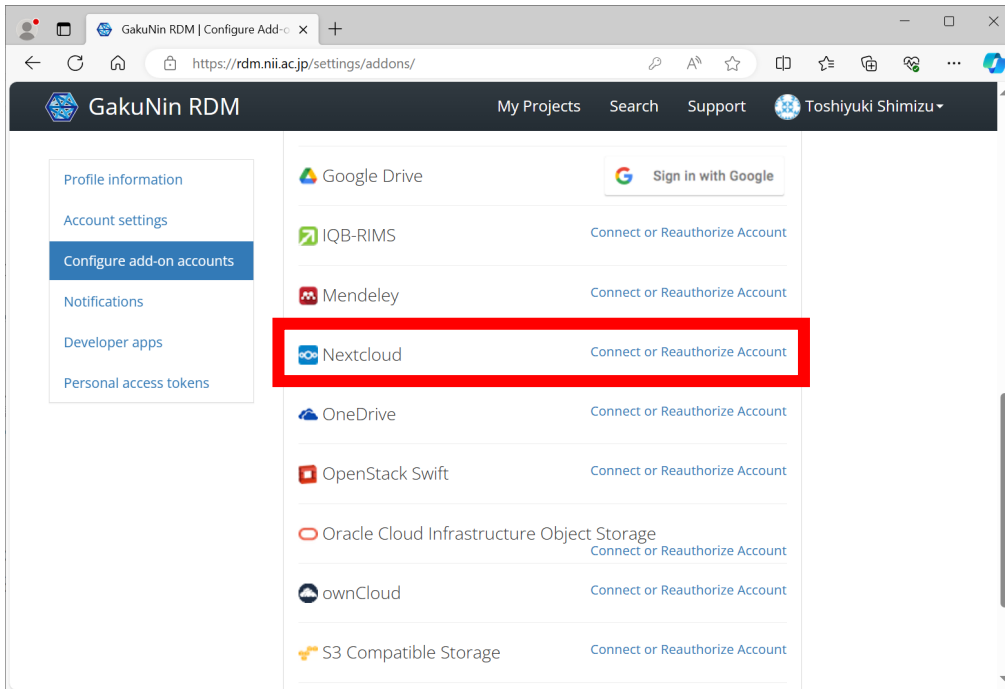 GakuNin RDM | Configure Add-o
https://rdm.nii.ac.jp/settings/addons/
GakuNin RDM My Projects Search Support Toshiyuki Shimizu
Profile information
Account settings
Configure add-on accounts
Notifications
Developer apps
Personal access tokens
Google Drive Sign in with Google
IQB-RIMS Connect or Reauthorize Account
Mendeley Connect or Reauthorize Account
Nextcloud Connect or Reauthorize Account
OneDrive Connect or Reauthorize Account
OpenStack Swift Connect or Reauthorize Account
Oracle Cloud Infrastructure Object Storage
Connect or Reauthorize Account
ownCloud Connect or Reauthorize Account
S3 Compatible Storage Connect or Reauthorize Account